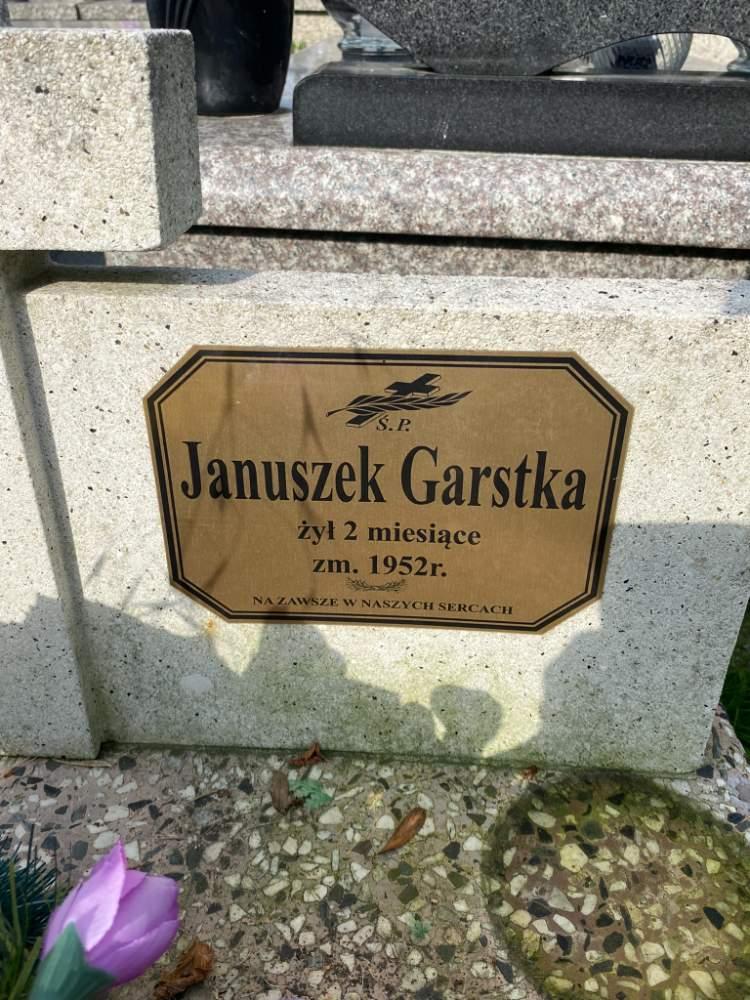 Ś.P.
Januszek Garstka
żył 2 miesiące
zm. 1952r.
NA ZAWSZE W NASZYCH SERCACH